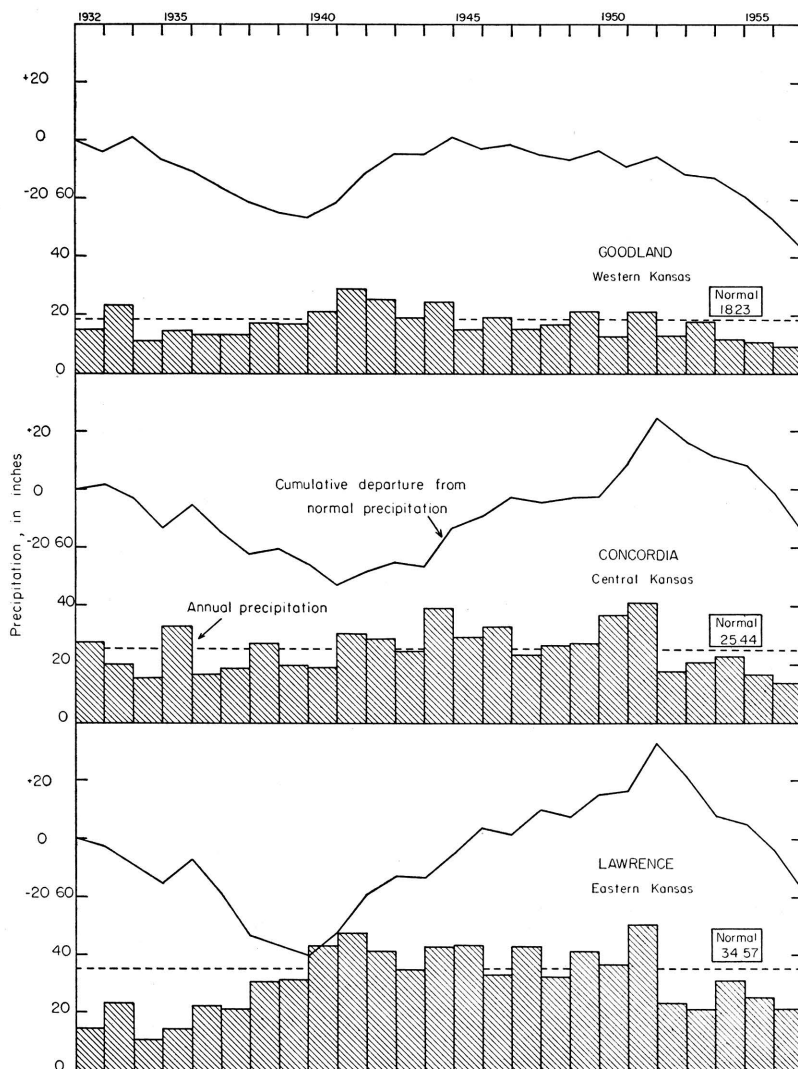 1932 1935 1940 1945 1950 1955
+20
0
-20 60
40
20
0
GOODLAND
Western Kansas
Normal
18.23
+20
0
-20 60
40
20
0
Cumulative departure from
normal precipitation
Annual precipitation
CONCORDIA
Central Kansas
Normal
25.44
Precipitation, in inches
+20
0
-20 60
40
20
0
LAWRENCE
Eastern Kansas
Normal
34.57